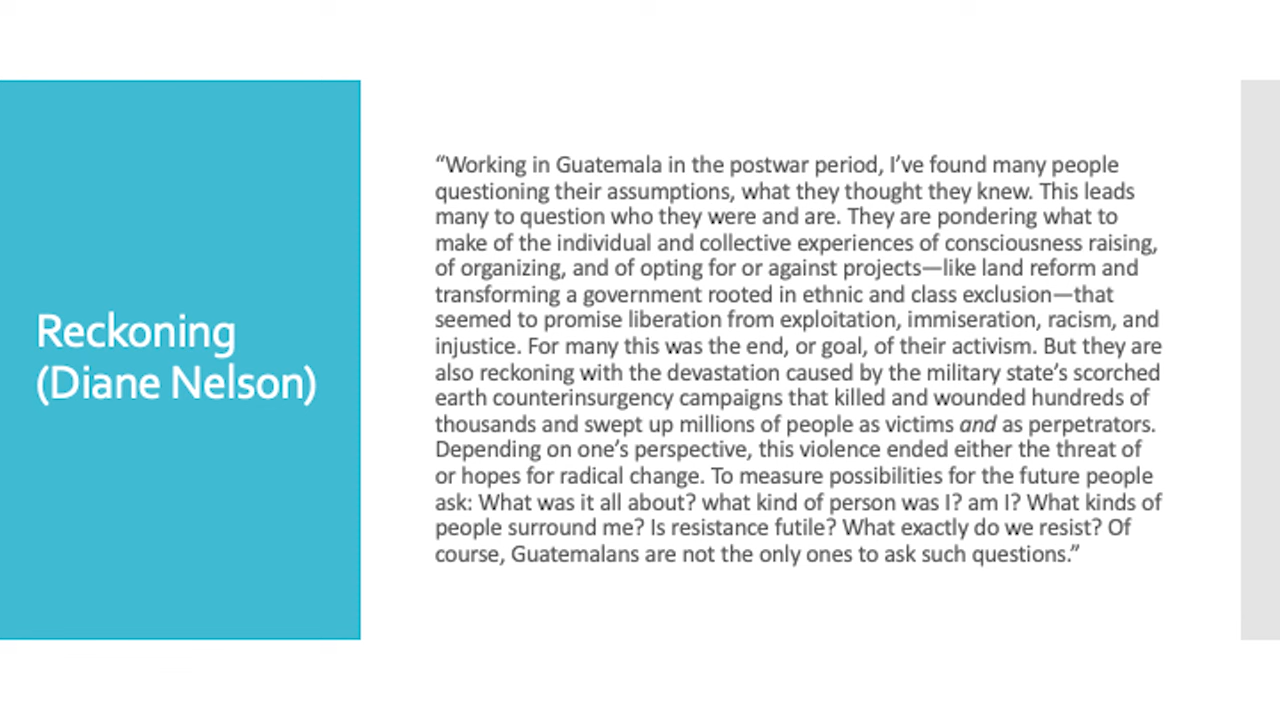 Reckoning
(Diane Nelson)
“Working in Guatemala in the postwar period, I’ve found many people
questioning their assumptions, what they thought they knew. This leads
many to question who they were and are. They are pondering what to
make of the individual and collective experiences of consciousness raising,
of organizing, and of opting for or against projects—like land reform and
transforming a government rooted in ethnic and class exclusion—that
seemed to promise liberation from exploitation, immiseration, racism, and
injustice. For many this was the end, or goal, of their activism. But they are
also reckoning with the devastation caused by the military state’s scorched
earth counterinsurgency campaigns that killed and wounded hundreds of
thousands and swept up millions of people as victims and as perpetrators.
Depending on one’s perspective, this violence ended either the threat of
or hopes for radical change. To measure possibilities for the future people
ask: What was it all about? what kind of person was I? am I? What kinds of
people surround me? Is resistance futile? What exactly do we resist? Of
course, Guatemalans are not the only ones to ask such questions.”